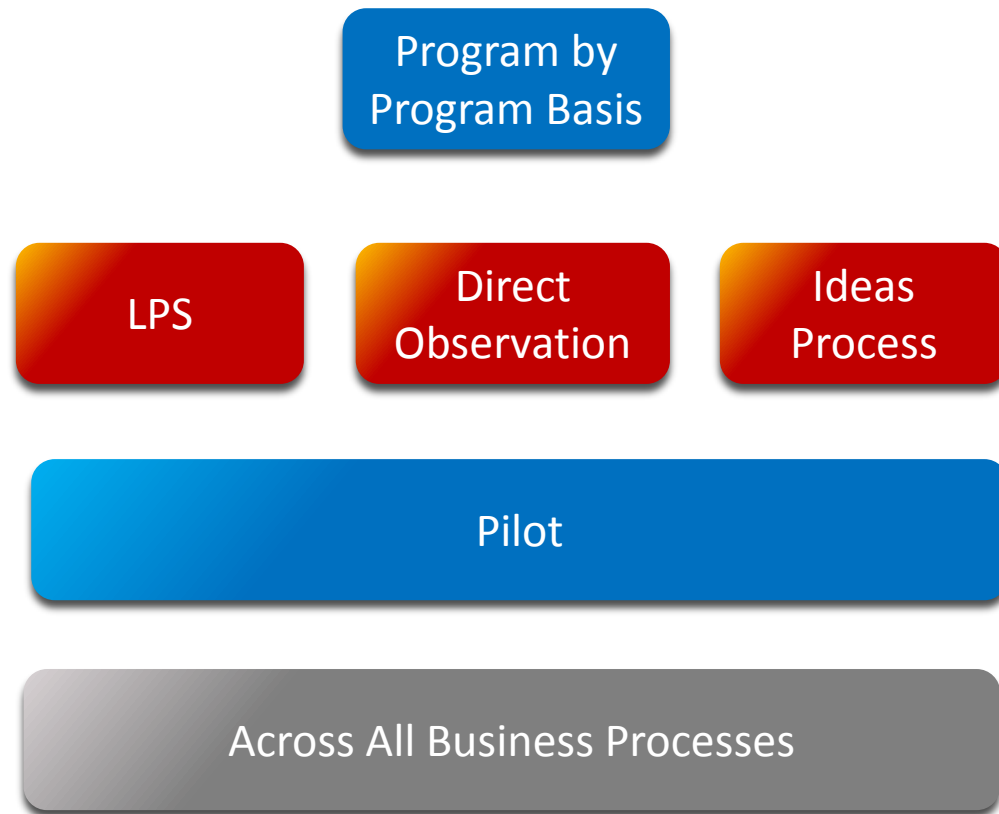 Program by
Program Basis
LPS
Direct
Observation
Ideas
Process
Pilot
Across All Business Processes